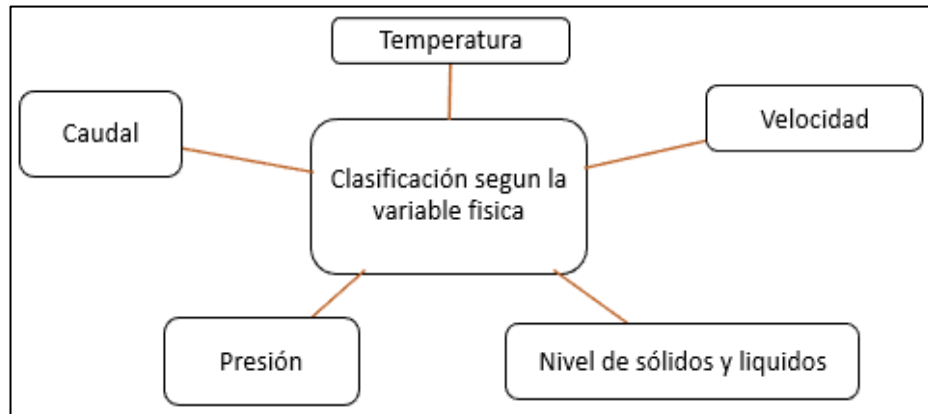 Temperatura
Caudal
Velocidad
Clasificación segun la
variable fisica
Presión
Nivel de sólidos y liquidos